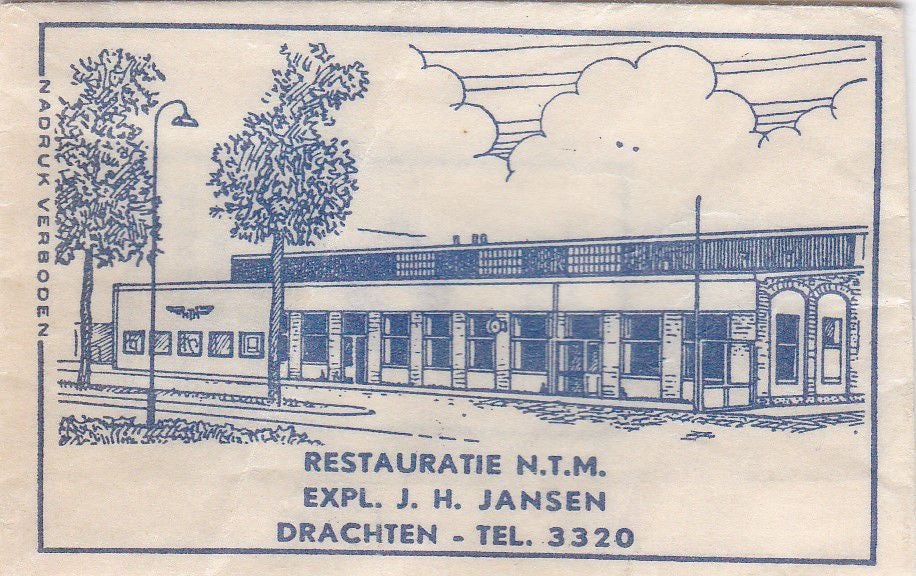 NADRUK VERBODEN
RESTAURATIE N.T.M.
EXPL. J. H. JANSEN
DRACHTEN - TEL. 3320